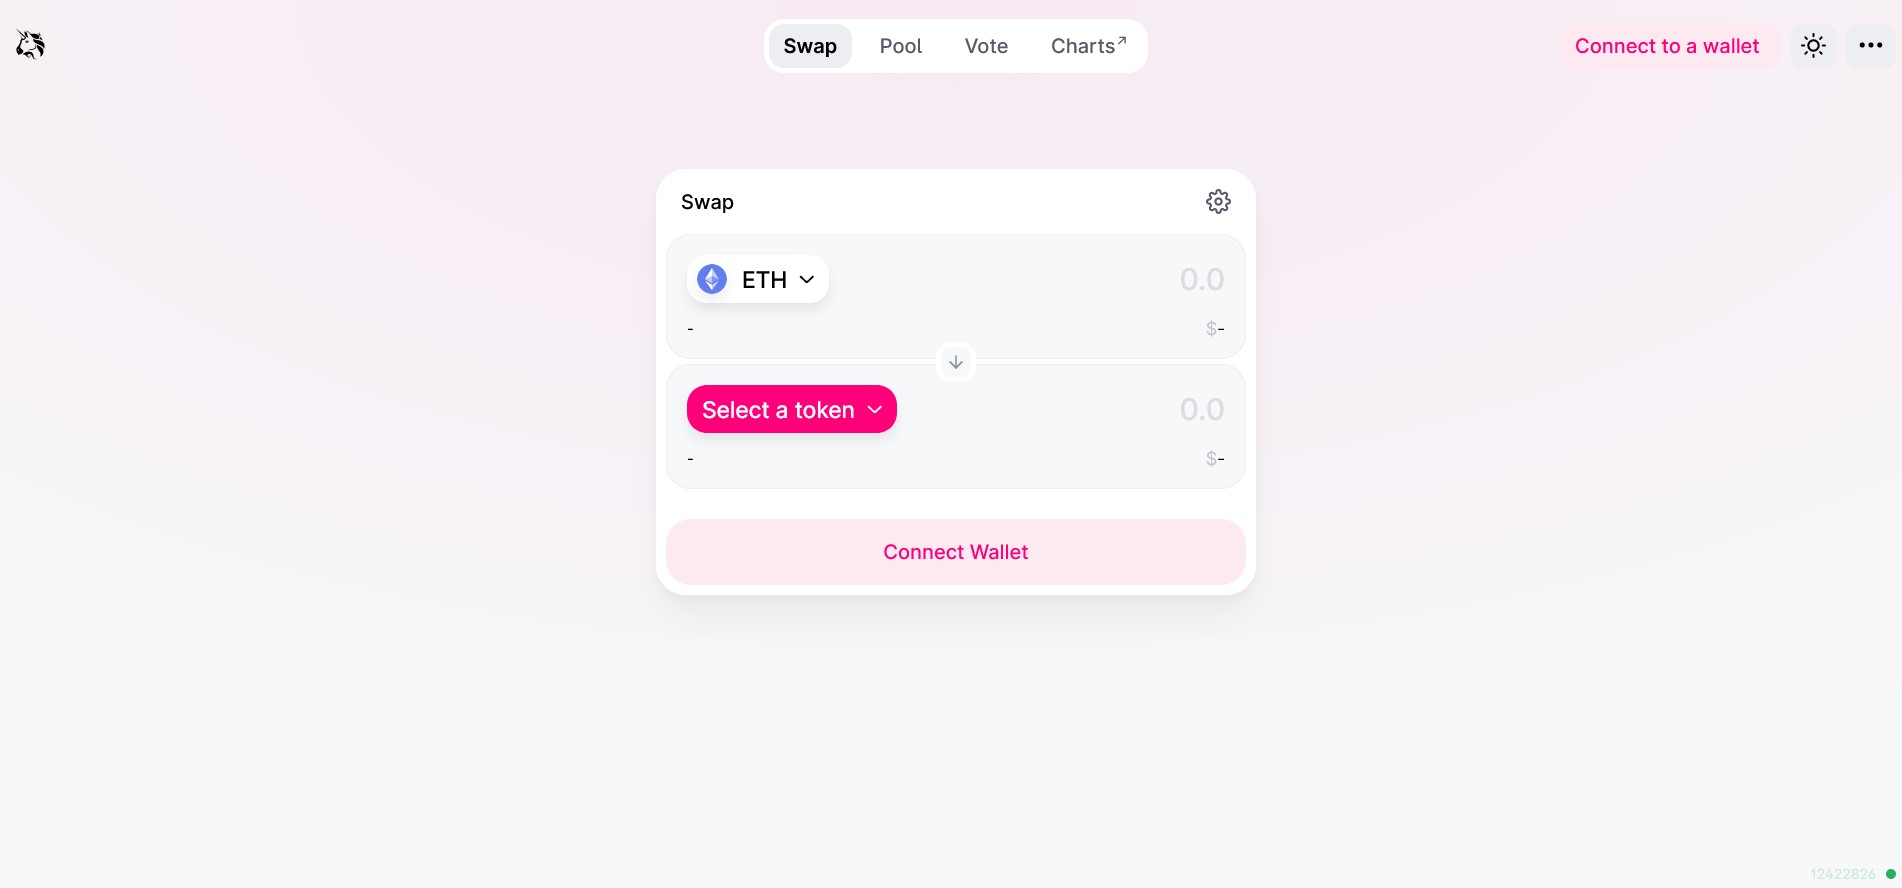 Swap Pool Vote Charts↗ Connect to a wallet
Swap
ETH 0.0
- $-
Select a token 0.0
- $-
Connect Wallet
12422826